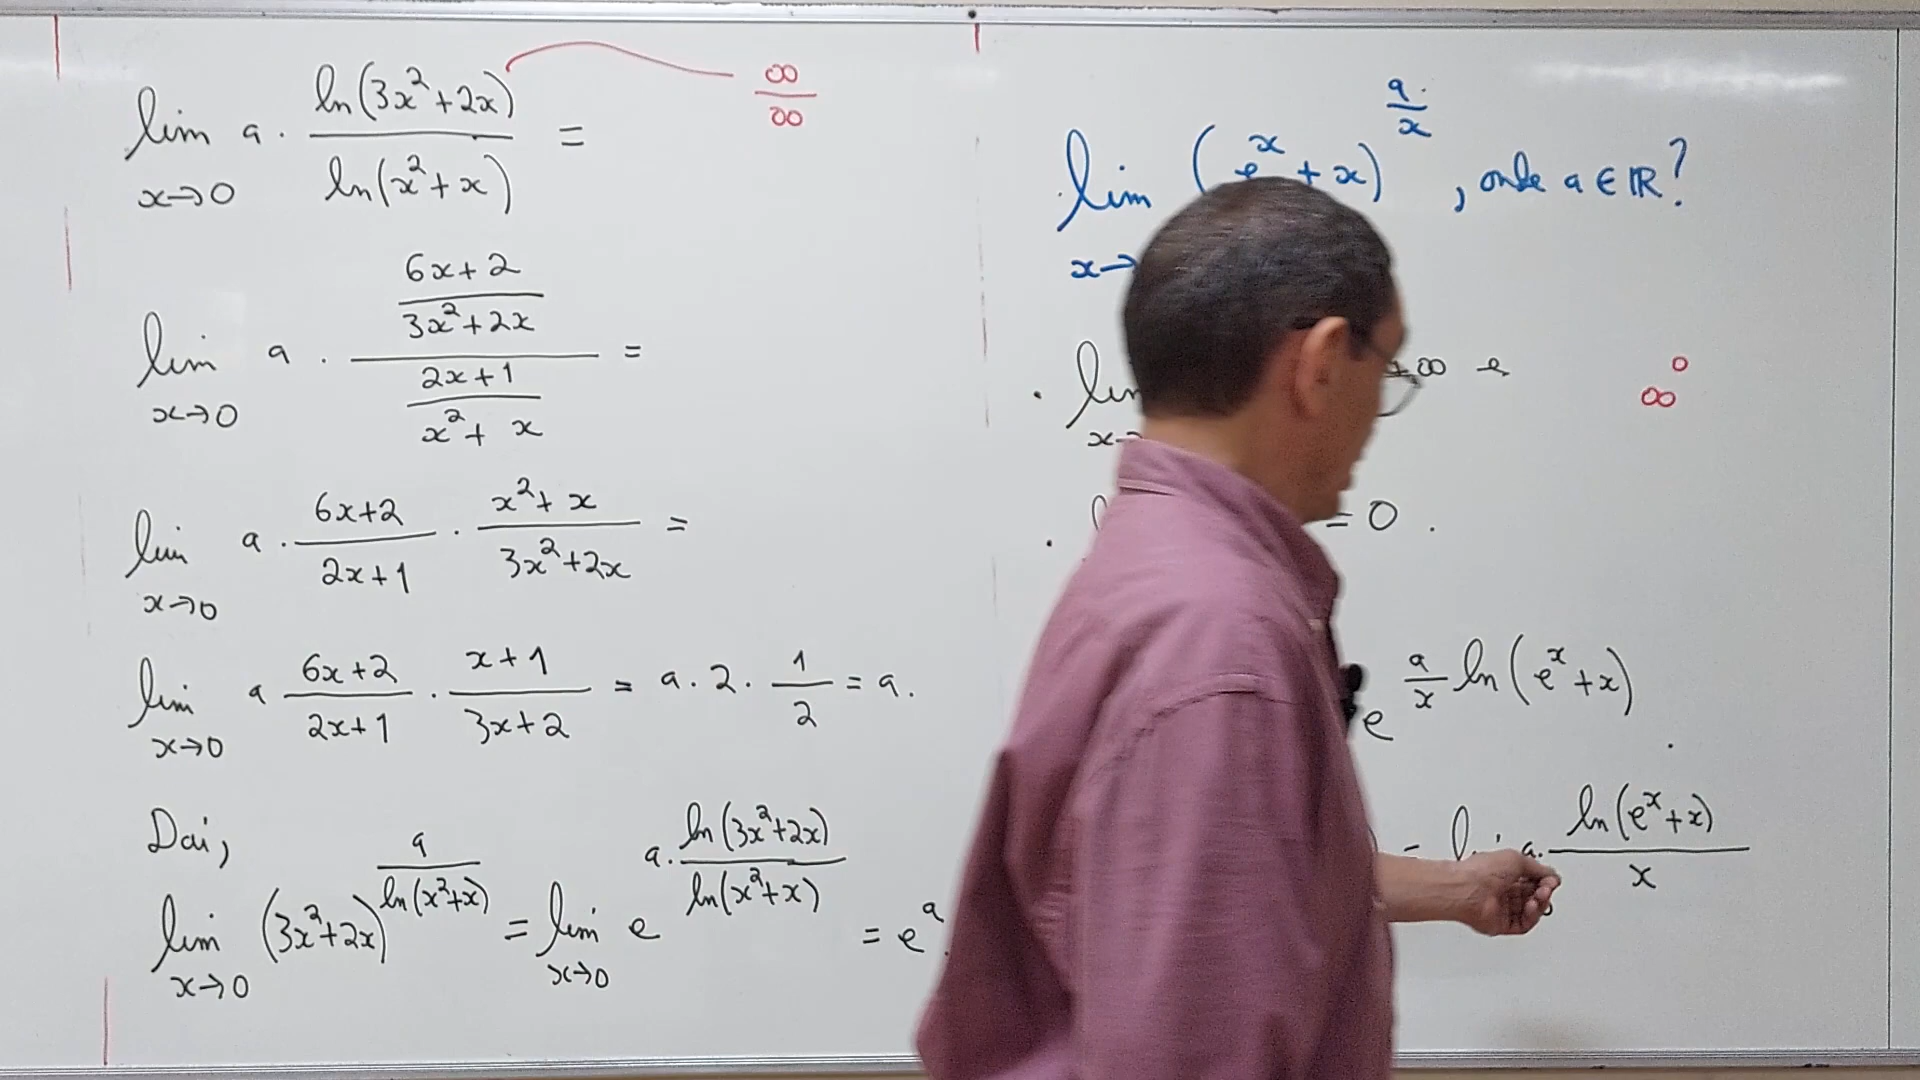 lim x→0 a · ln(3x²+2x) / ln(x²+x) =
∞/∞
lim x→0 a · ((6x+2)/(3x²+2x)) / ((2x+1)/(x²+x)) =
lim x→0 a · (6x+2)/(2x+1) · (x²+x)/(3x²+2x) =
lim x→0 a (6x+2)/(2x+1) · (x+1)/(3x+2) = a · 2 · 1/2 = a.
Daí,
lim x→0 (3x²+2x)^(a/ln(x²+x)) = lim x→0 e^(a · ln(3x²+2x)/ln(x²+x)) = e^a.
lim x→ (e^x + x)^(a/x), onde a ∈ ℝ?
· lim x→ +∞ e
∞⁰
· = 0.
e^(a/x ln(e^x+x))
= a · ln(e^x+x) / x